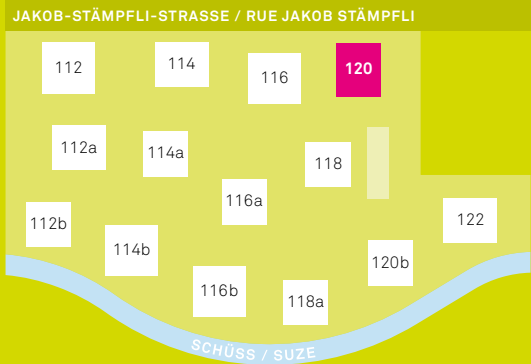 JAKOB-STÄMPFLI-STRASSE / RUE JAKOB STÄMPFLI
112
114
116
120
112a
114a
118
116a
112b
114b
122
120b
116b
118a
SCHÜSS / SUZE